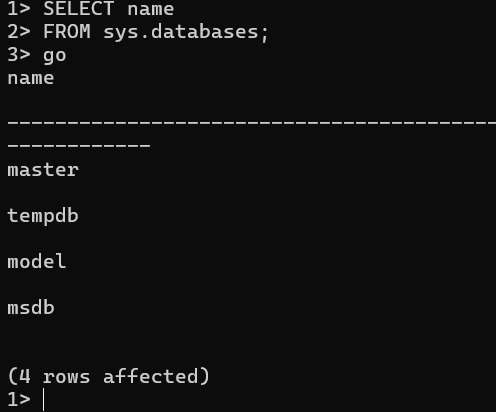 1> SELECT name
2> FROM sys.databases;
3> go
name
-----------------------------------------
------------
master
tempdb
model
msdb
(4 rows affected)
1>